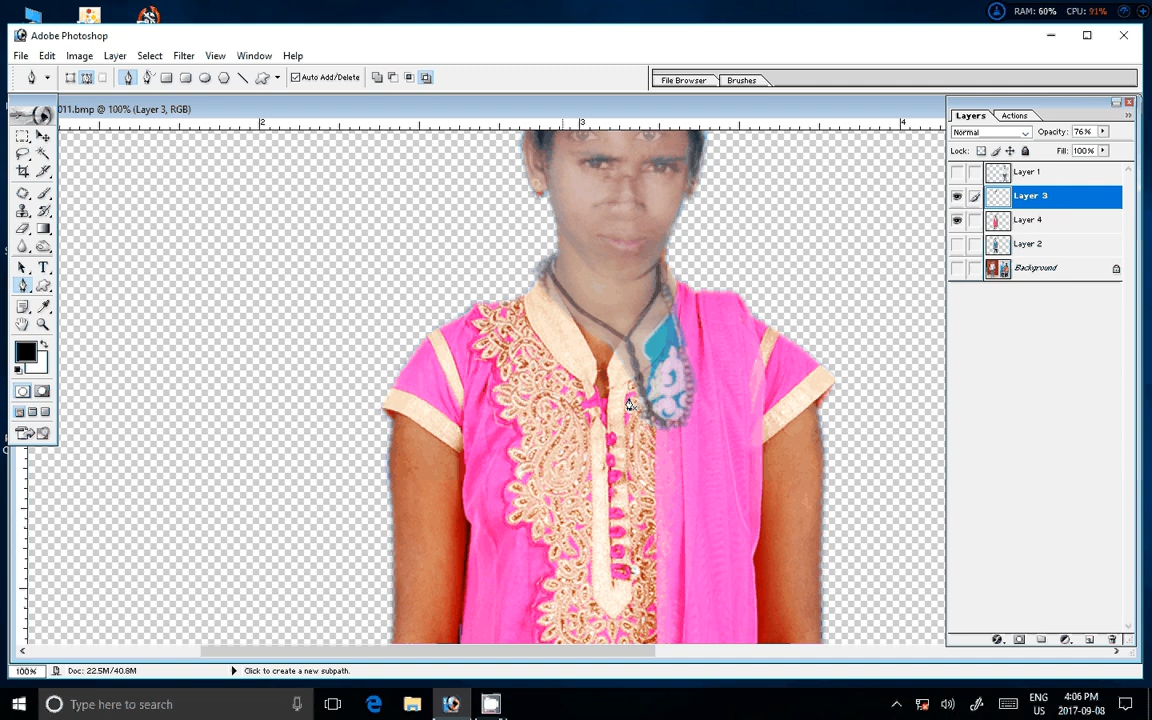 RAM: 60% CPU: 91%
Adobe Photoshop
File Edit Image Layer Select Filter View Window Help
Auto Add/Delete
File Browser Brushes
011.bmp @ 100% (Layer 3, RGB)
2 3 4
Layers Actions
Normal Opacity: 76%
Lock: Fill: 100%
Layer 1
Layer 3
Layer 4
Layer 2
Background
T
100% Doc: 22.5M/40.8M Click to create a new subpath.
Type here to search
ENG 4:06 PM
US 2017-09-08